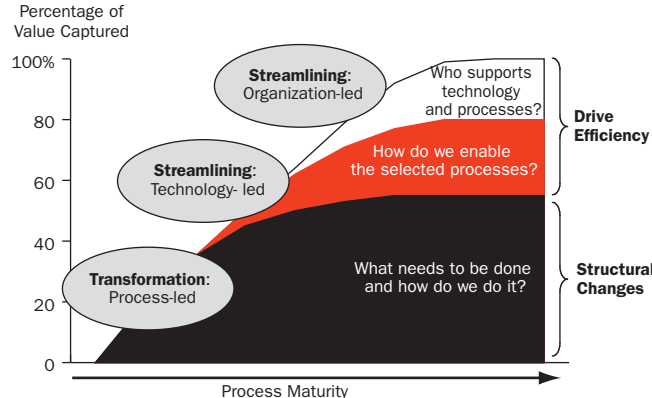 Percentage of
Value Captured
100%
80
60
40
20
0
Streamlining:
Organization-led
Streamlining:
Technology- led
Transformation:
Process-led
Who supports
technology
and processes?
How do we enable
the selected processes?
What needs to be done
and how do we do it?
Drive
Efficiency
Structural
Changes
Process Maturity